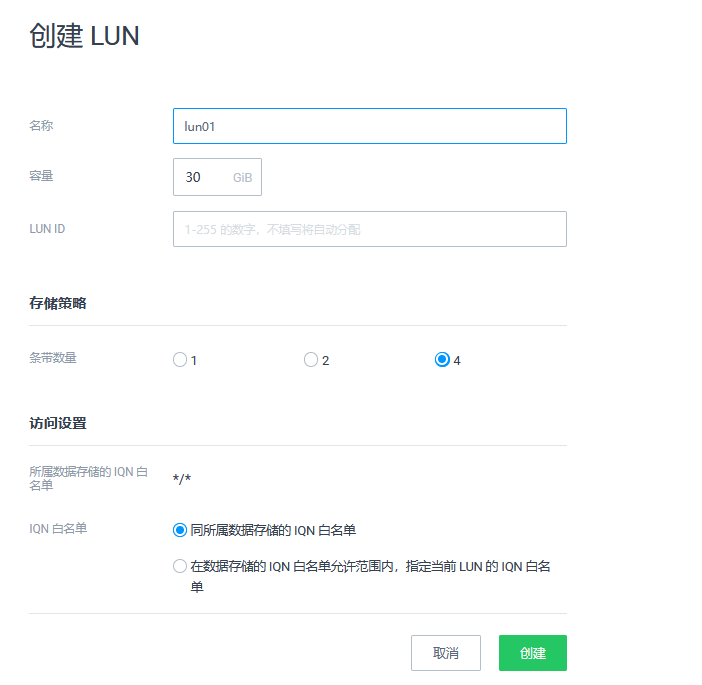 创建 LUN
名称
lun01
容量
30 GiB
LUN ID
1-255 的数字，不填写将自动分配
存储策略
条带数量
1
2
4
访问设置
所属数据存储的 IQN 白
名单
*/*
IQN 白名单
同所属数据存储的 IQN 白名单
在数据存储的 IQN 白名单允许范围内，指定当前 LUN 的 IQN 白名
单
取消
创建